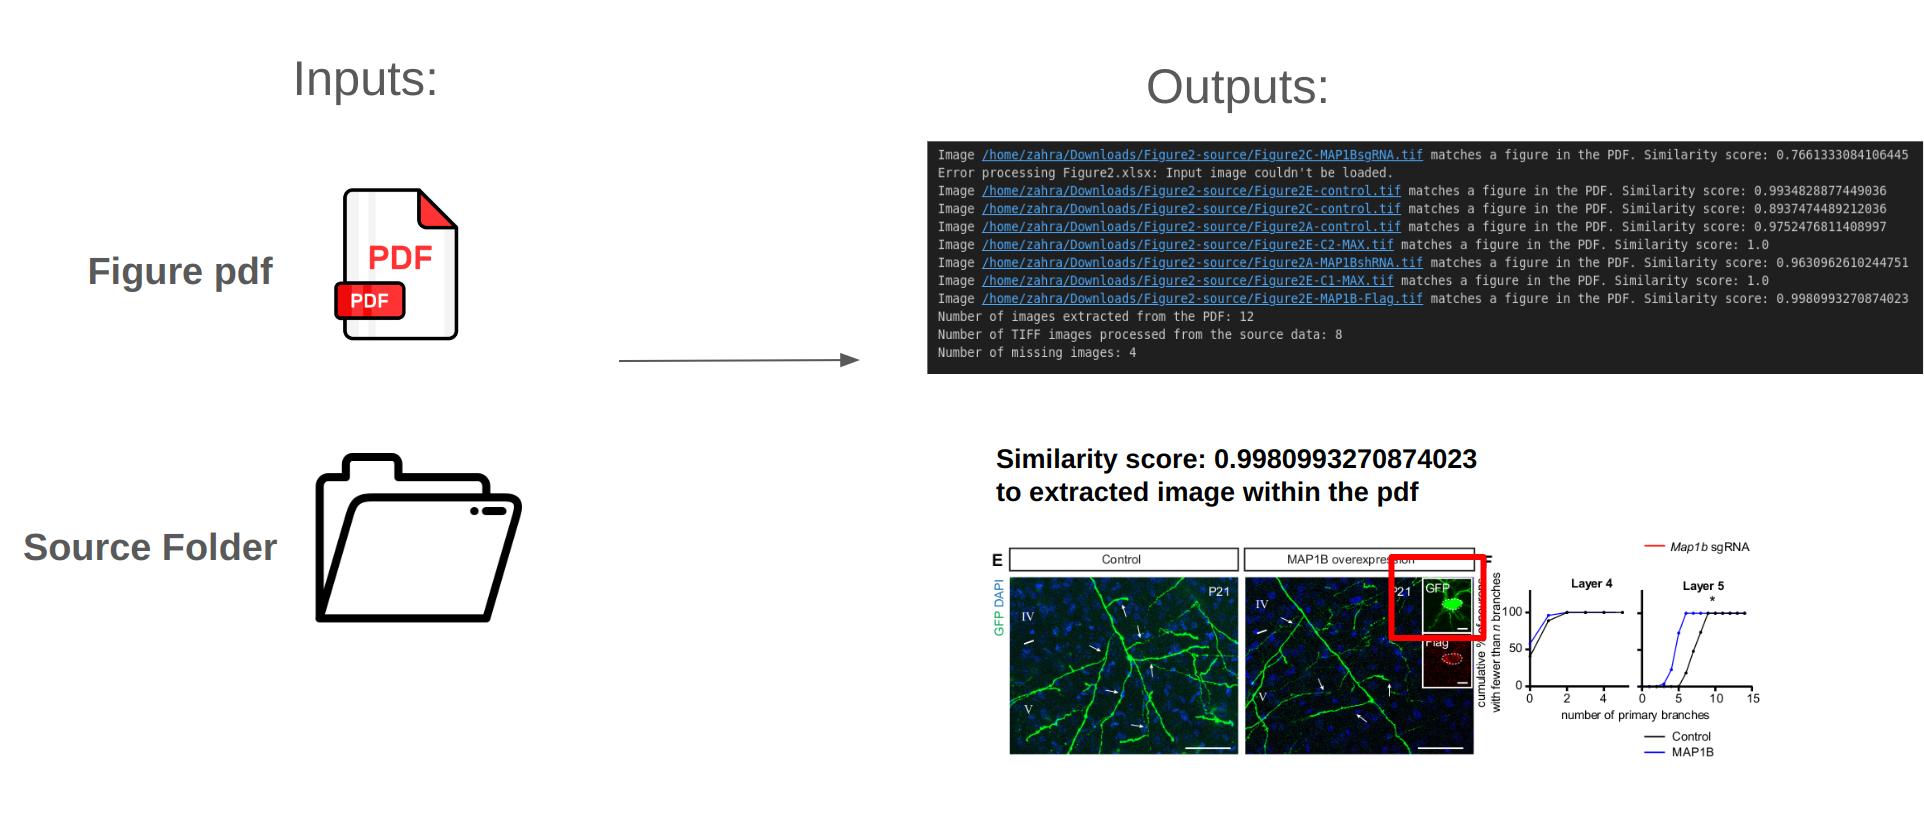 Inputs:
Outputs:
Figure pdf
PDF
PDF
Source Folder
Image /home/zahra/Downloads/Figure2-source/Figure2C-MAP1BsgRNA.tif matches a figure in the PDF. Similarity score: 0.7661333084106445
Error processing Figure2.xlsx: Input image couldn't be loaded.
Image /home/zahra/Downloads/Figure2-source/Figure2E-control.tif matches a figure in the PDF. Similarity score: 0.9934828877449036
Image /home/zahra/Downloads/Figure2-source/Figure2C-control.tif matches a figure in the PDF. Similarity score: 0.8937474489212036
Image /home/zahra/Downloads/Figure2-source/Figure2A-control.tif matches a figure in the PDF. Similarity score: 0.9752476811408997
Image /home/zahra/Downloads/Figure2-source/Figure2E-C2-MAX.tif matches a figure in the PDF. Similarity score: 1.0
Image /home/zahra/Downloads/Figure2-source/Figure2A-MAP1BshRNA.tif matches a figure in the PDF. Similarity score: 0.9630962610244751
Image /home/zahra/Downloads/Figure2-source/Figure2E-C1-MAX.tif matches a figure in the PDF. Similarity score: 1.0
Image /home/zahra/Downloads/Figure2-source/Figure2E-MAP1B-Flag.tif matches a figure in the PDF. Similarity score: 0.9980993270874023
Number of images extracted from the PDF: 12
Number of TIFF images processed from the source data: 8
Number of missing images: 4
Similarity score: 0.9980993270874023
to extracted image within the pdf
E
Control
MAP1B overexpression
F
GFP DAPI
P21
IV
V
P21
IV
V
GFP
Flag
Map1b sgRNA
cumulative % of neurons
with fewer than n branches
Layer 4
Layer 5
*
100
50
0
0 2 4
0 5 10 15
number of primary branches
Control
MAP1B